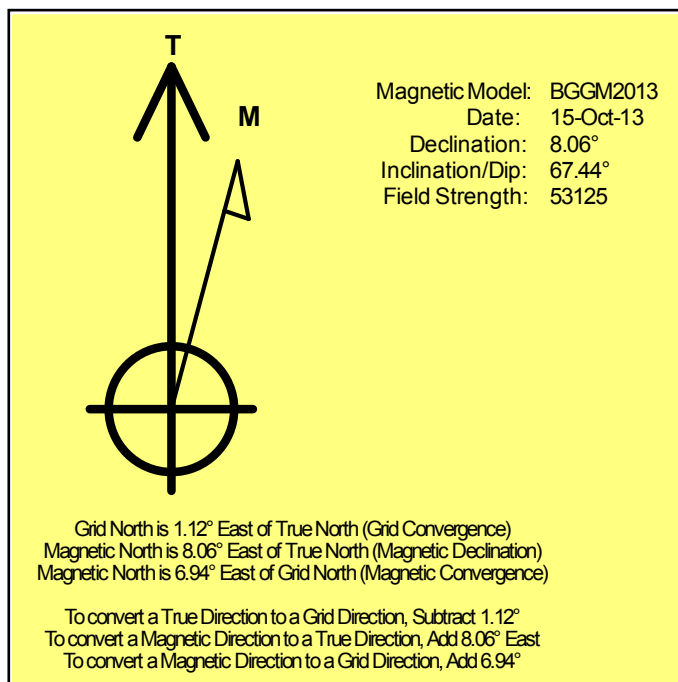 T
M
Magnetic Model: BGGM2013
Date: 15-Oct-13
Declination: 8.06°
Inclination/Dip: 67.44°
Field Strength: 53125
Grid North is 1.12° East of True North (Grid Convergence)
Magnetic North is 8.06° East of True North (Magnetic Declination)
Magnetic North is 6.94° East of Grid North (Magnetic Convergence)
To convert a True Direction to a Grid Direction, Subtract 1.12°
To convert a Magnetic Direction to a True Direction, Add 8.06° East
To convert a Magnetic Direction to a Grid Direction, Add 6.94°